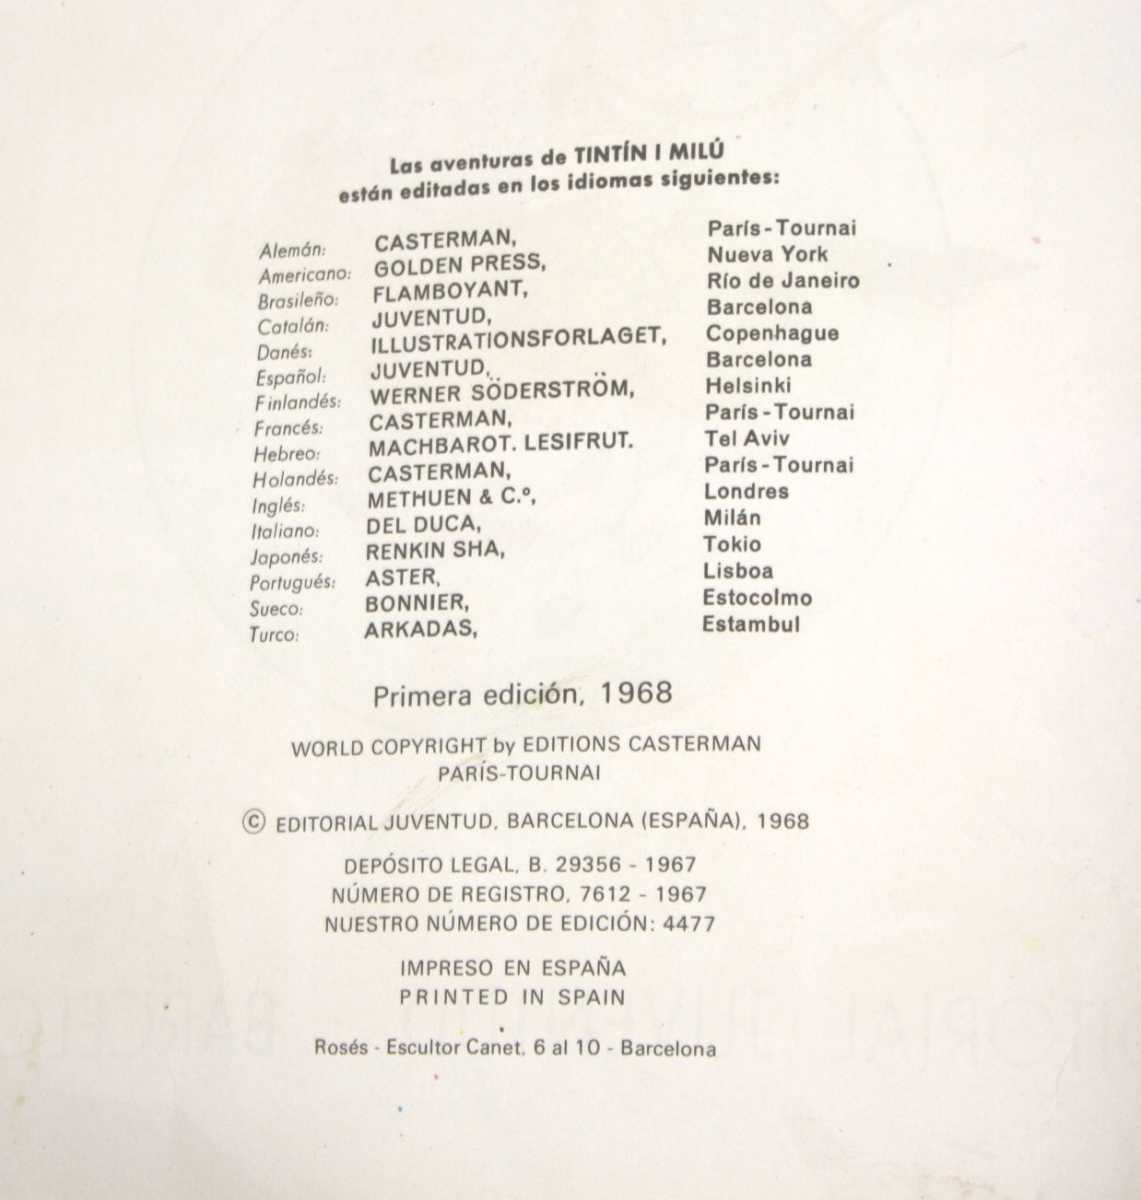 Las aventuras de TINTÍN I MILÚ
están editadas en los idiomas siguientes:
Alemán: CASTERMAN, París - Tournai
Americano: GOLDEN PRESS, Nueva York
Brasileño: FLAMBOYANT, Río de Janeiro
Catalán: JUVENTUD, Barcelona
Danés: ILLUSTRATIONSFORLAGET, Copenhague
Español: JUVENTUD, Barcelona
Finlandés: WERNER SÖDERSTRÖM, Helsinki
Francés: CASTERMAN, París - Tournai
Hebreo: MACHBAROT. LESIFRUT. Tel Aviv
Holandés: CASTERMAN, París - Tournai
Inglés: METHUEN & C.º, Londres
Italiano: DEL DUCA, Milán
Japonés: RENKIN SHA, Tokio
Portugués: ASTER, Lisboa
Sueco: BONNIER, Estocolmo
Turco: ARKADAS, Estambul
Primera edición, 1968
WORLD COPYRIGHT by EDITIONS CASTERMAN
PARÍS-TOURNAI
© EDITORIAL JUVENTUD, BARCELONA (ESPAÑA), 1968
DEPÓSITO LEGAL, B. 29356 - 1967
NÚMERO DE REGISTRO, 7612 - 1967
NUESTRO NÚMERO DE EDICIÓN: 4477
IMPRESO EN ESPAÑA
PRINTED IN SPAIN
Rosés - Escultor Canet, 6 al 10 - Barcelona